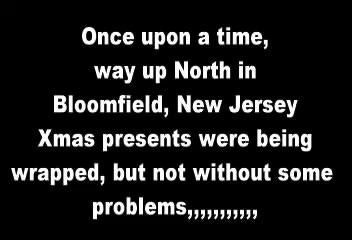 Once upon a time,
way up North in
Bloomfield, New Jersey
Xmas presents were being
wrapped, but not without some
problems,,,,,,,,,,,